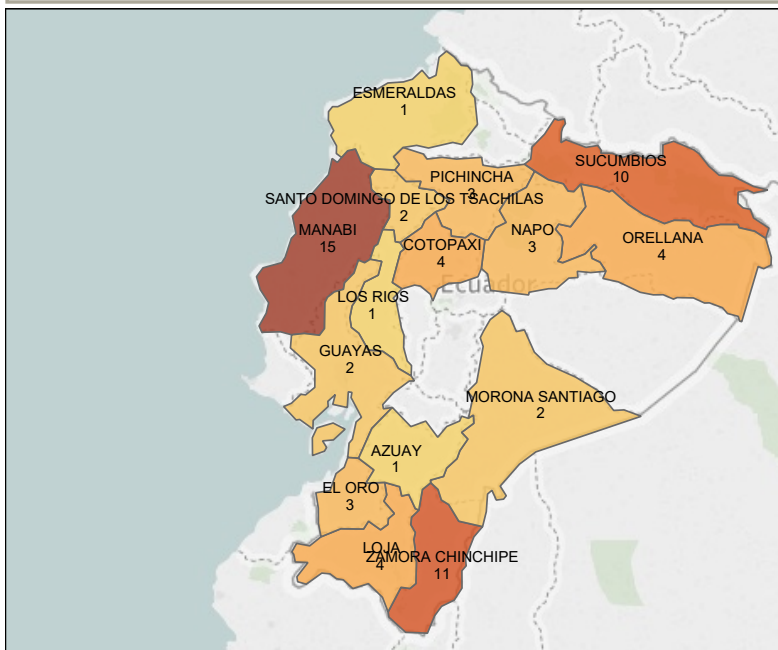 ESMERALDAS
1
SUCUMBIOS
10
PICHINCHA
3
SANTO DOMINGO DE LOS TSACHILAS
2
MANABI
15
COTOPAXI
4
NAPO
3
ORELLANA
4
Ecuador
LOS RIOS
1
GUAYAS
2
MORONA SANTIAGO
2
AZUAY
1
EL ORO
3
LOJA
4
ZAMORA CHINCHIPE
11